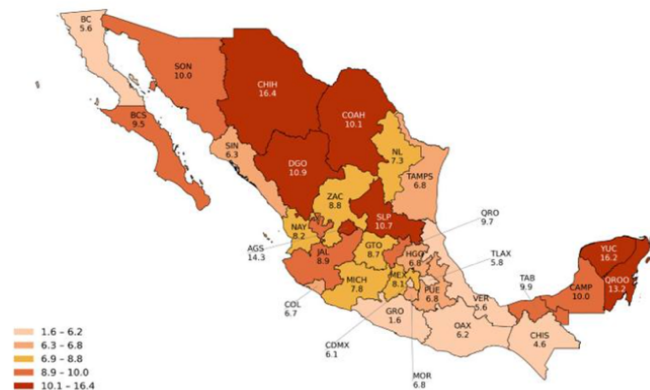 BC
5.6
SON
10.0
CHIH
16.4
COAH
10.1
BCS
9.5
SIN
6.3
DGO
10.9
NL
7.3
TAMPS
6.8
ZAC
8.8
SLP
10.7
QRO
9.7
NAY
8.2
AGS
14.3
JAL
8.9
GTO
8.7
HGO
6.8
TLAX
5.8
YUC
16.2
QROO
13.2
CAMP
10.0
TAB
9.9
MICH
7.8
MEX
8.1
PUE
6.8
VER
5.6
COL
6.7
GRO
1.6
OAX
6.2
CHIS
4.6
CDMX
6.1
MOR
6.8
1.6 – 6.2
6.3 – 6.8
6.9 – 8.8
8.9 – 10.0
10.1 – 16.4